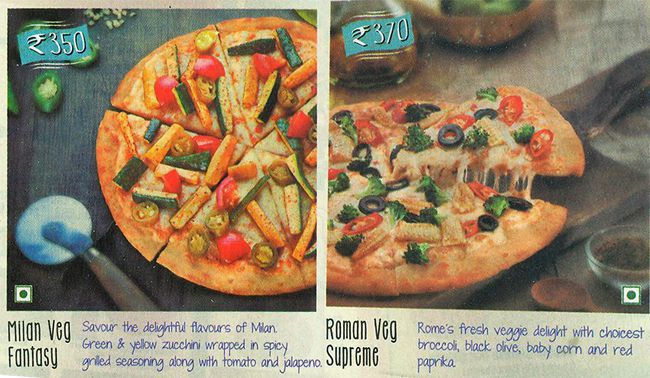 ₹350
₹370
Milan Veg
Fantasy
Savour the delightful flavours of Milan.
Green & yellow zucchini wrapped in spicy
grilled seasoning along with tomato and jalapeno.
Roman Veg
Supreme
Rome's fresh veggie delight with choicest
broccoli, black olive, baby corn and red
paprika.